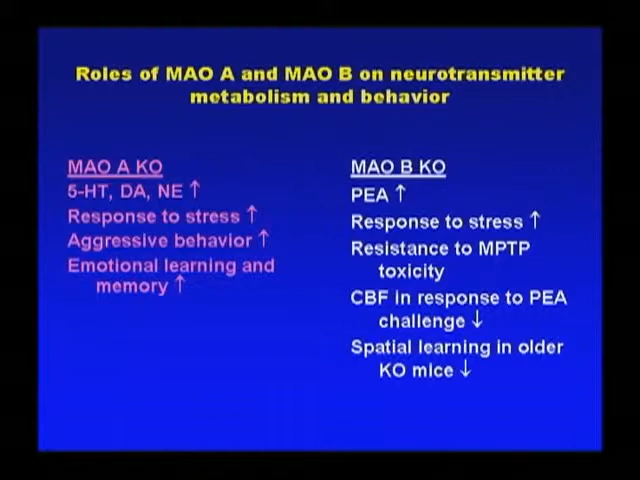 Roles of MAO A and MAO B on neurotransmitter
metabolism and behavior
MAO A KO
5-HT, DA, NE ↑
Response to stress ↑
Aggressive behavior ↑
Emotional learning and
memory ↑
MAO B KO
PEA ↑
Response to stress ↑
Resistance to MPTP
toxicity
CBF in response to PEA
challenge ↓
Spatial learning in older
KO mice ↓